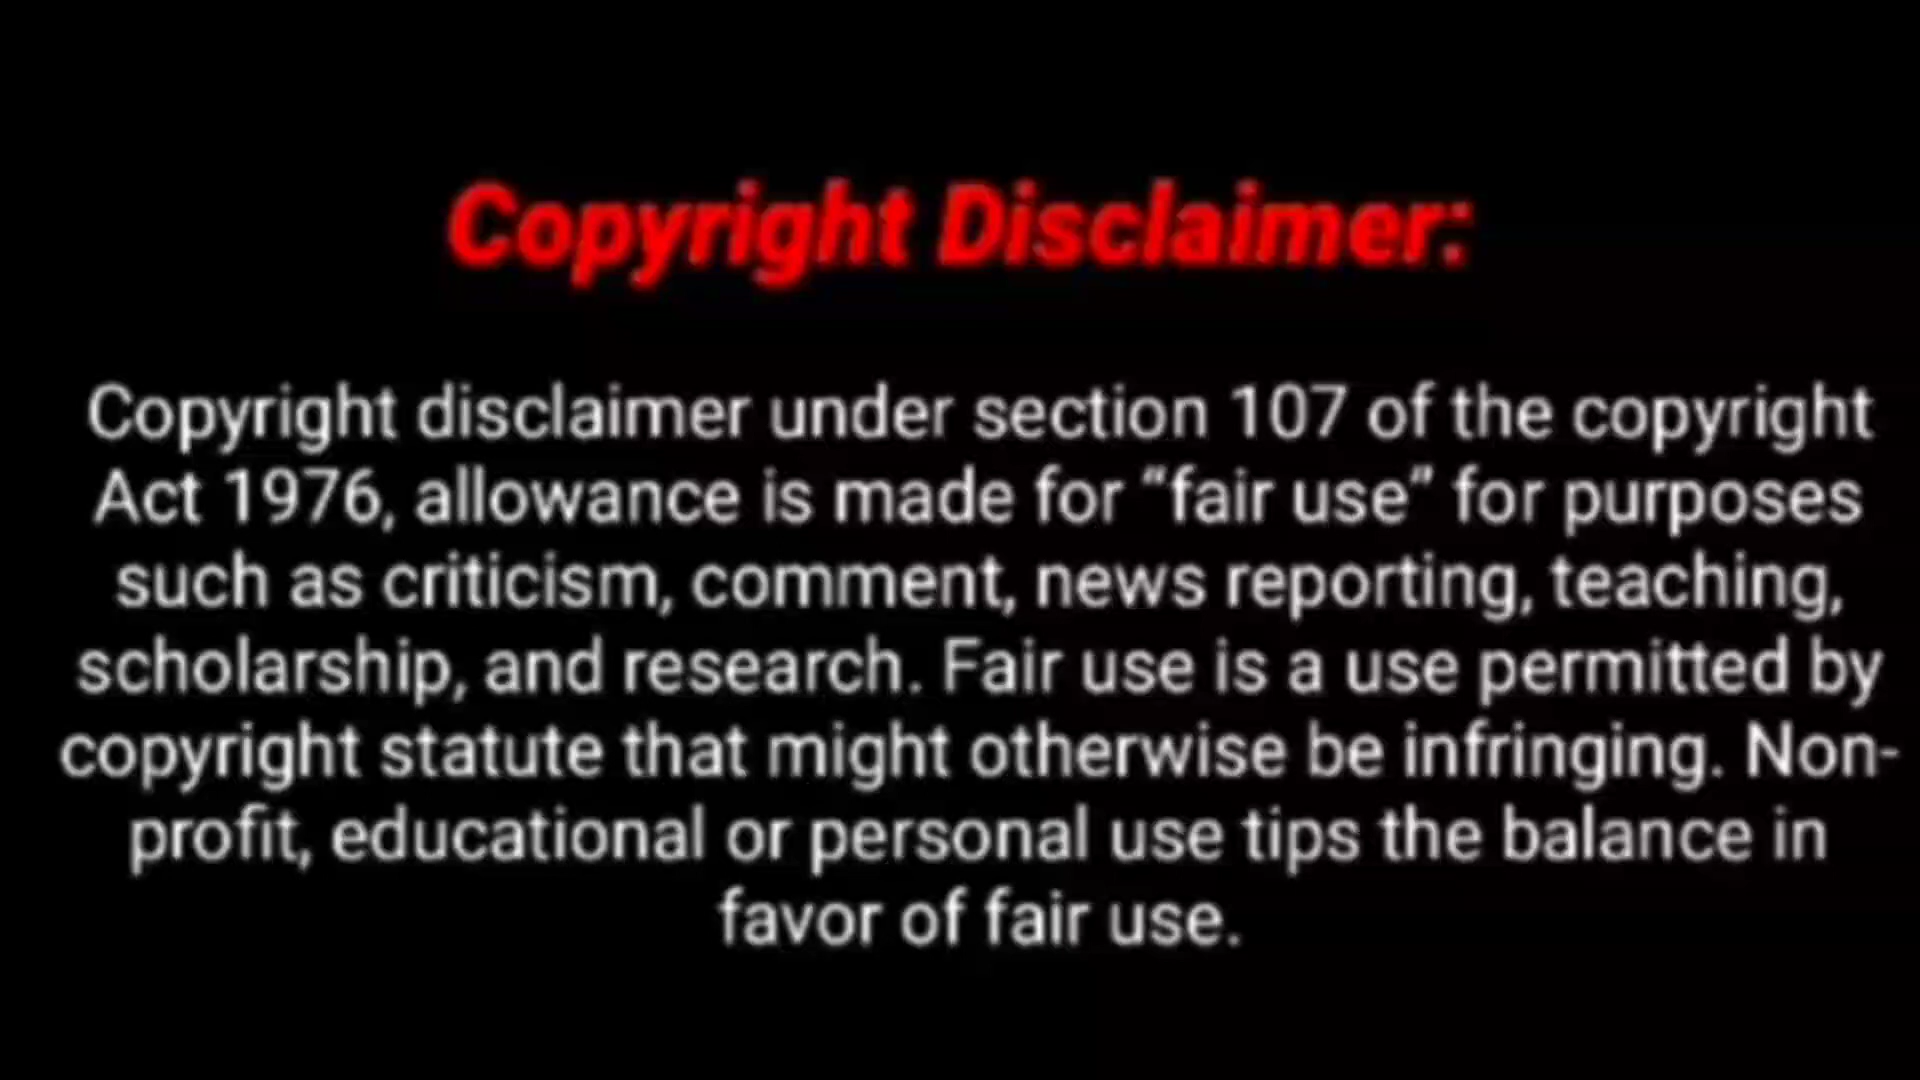 Copyright Disclaimer:
Copyright disclaimer under section 107 of the copyright
Act 1976, allowance is made for “fair use” for purposes
such as criticism, comment, news reporting, teaching,
scholarship, and research. Fair use is a use permitted by
copyright statute that might otherwise be infringing. Non-
profit, educational or personal use tips the balance in
favor of fair use.